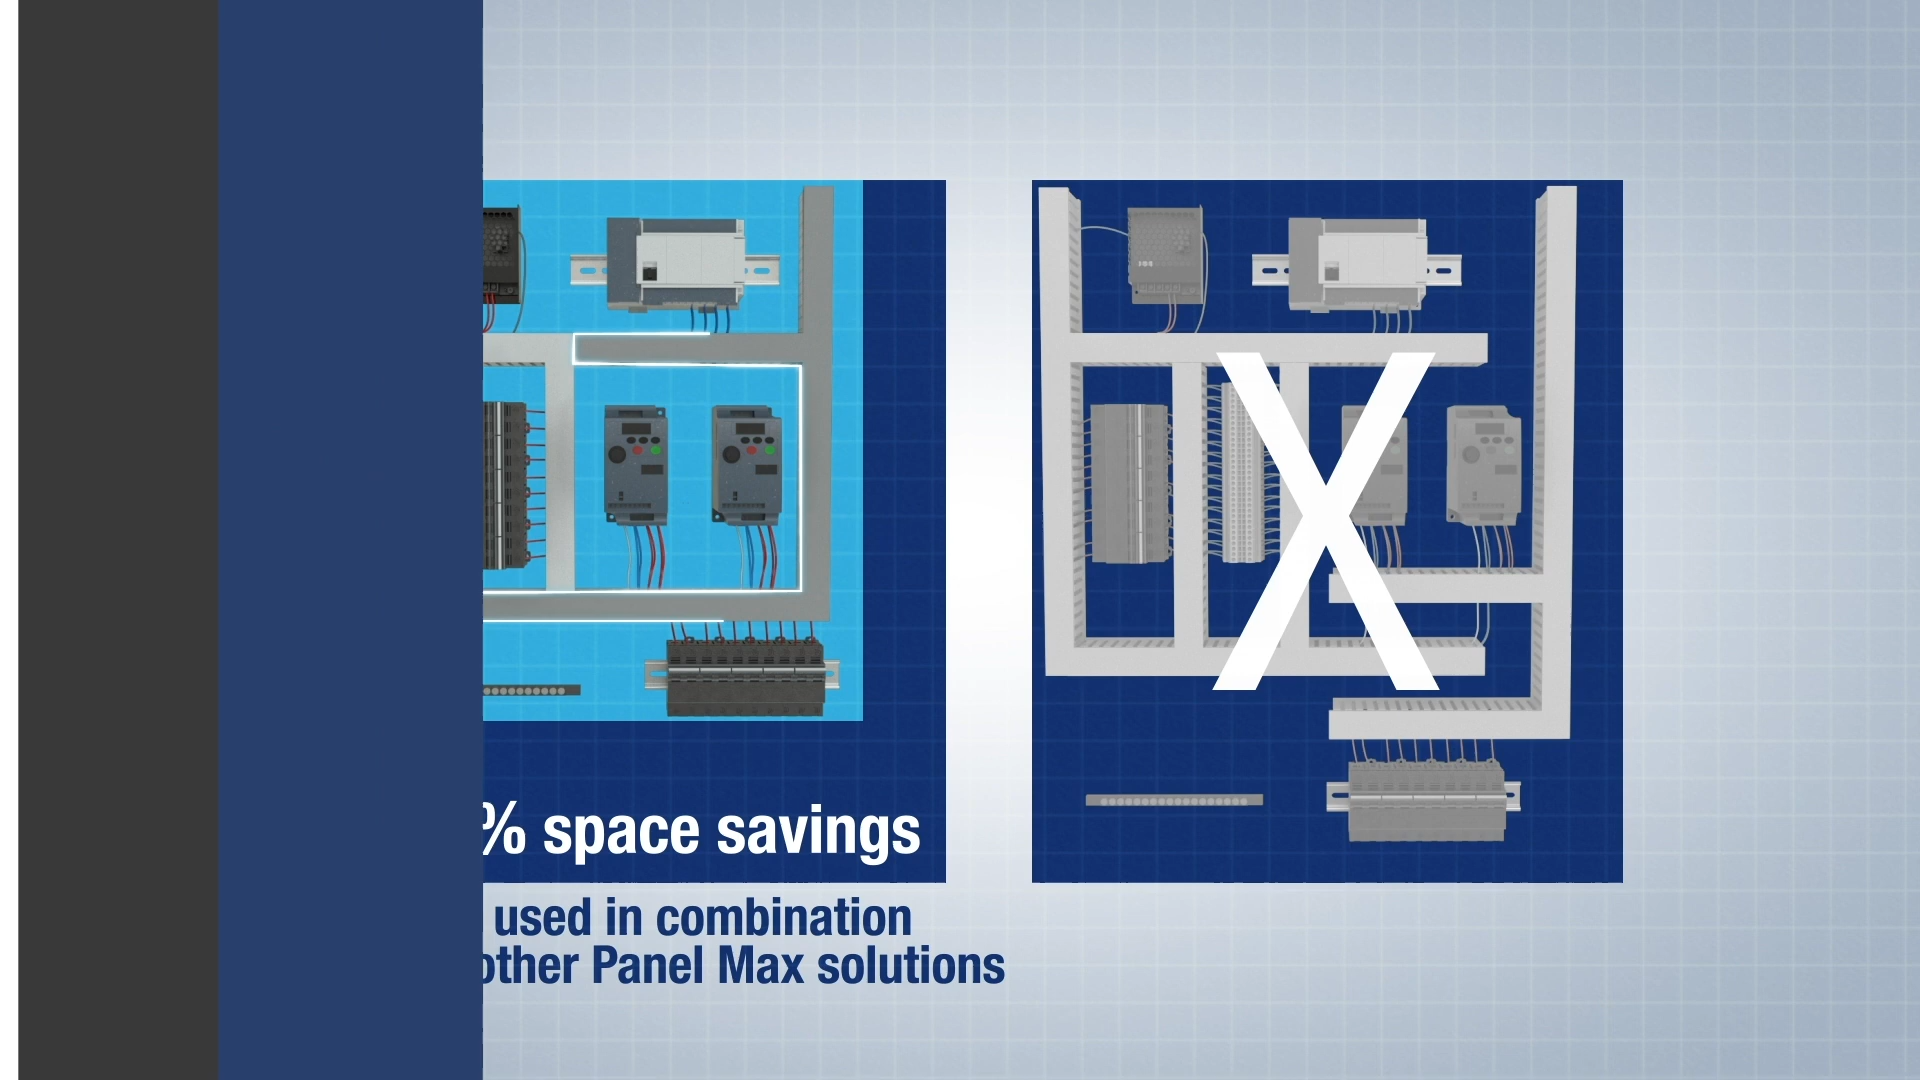 % space savings
used in combination
other Panel Max solutions
X